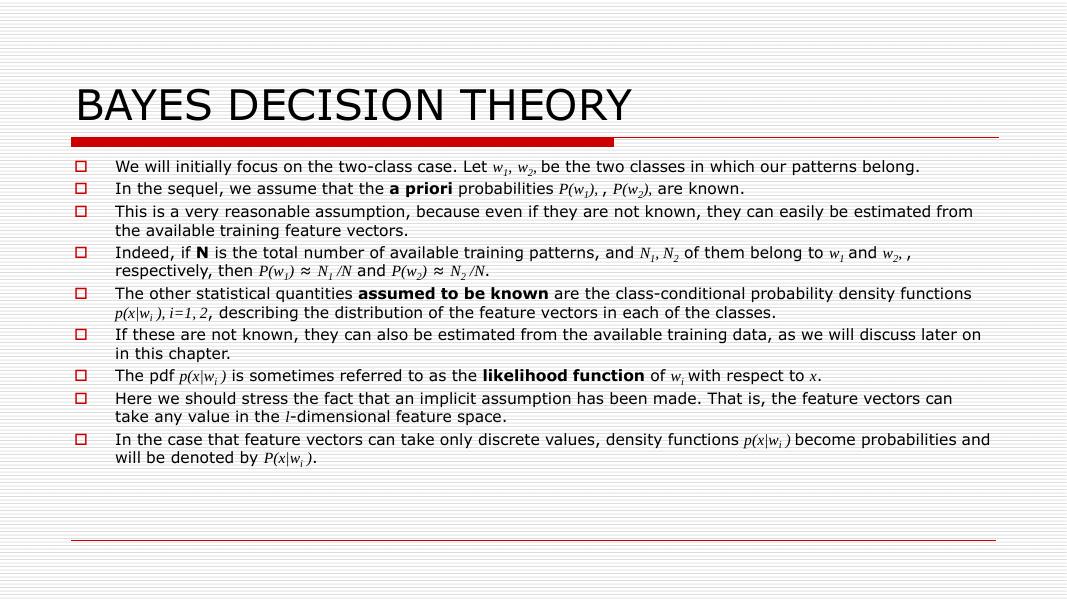 BAYES DECISION THEORY
We will initially focus on the two-class case. Let w₁, w₂, be the two classes in which our patterns belong.
In the sequel, we assume that the a priori probabilities P(w₁), , P(w₂), are known.
This is a very reasonable assumption, because even if they are not known, they can easily be estimated from
the available training feature vectors.
Indeed, if N is the total number of available training patterns, and N₁, N₂ of them belong to w₁ and w₂, ,
respectively, then P(w₁) ≈ N₁ /N and P(w₂) ≈ N₂ /N.
The other statistical quantities assumed to be known are the class-conditional probability density functions
p(x|wᵢ ), i=1, 2, describing the distribution of the feature vectors in each of the classes.
If these are not known, they can also be estimated from the available training data, as we will discuss later on
in this chapter.
The pdf p(x|wᵢ ) is sometimes referred to as the likelihood function of wᵢ with respect to x.
Here we should stress the fact that an implicit assumption has been made. That is, the feature vectors can
take any value in the l-dimensional feature space.
In the case that feature vectors can take only discrete values, density functions p(x|wᵢ ) become probabilities and
will be denoted by P(x|wᵢ ).